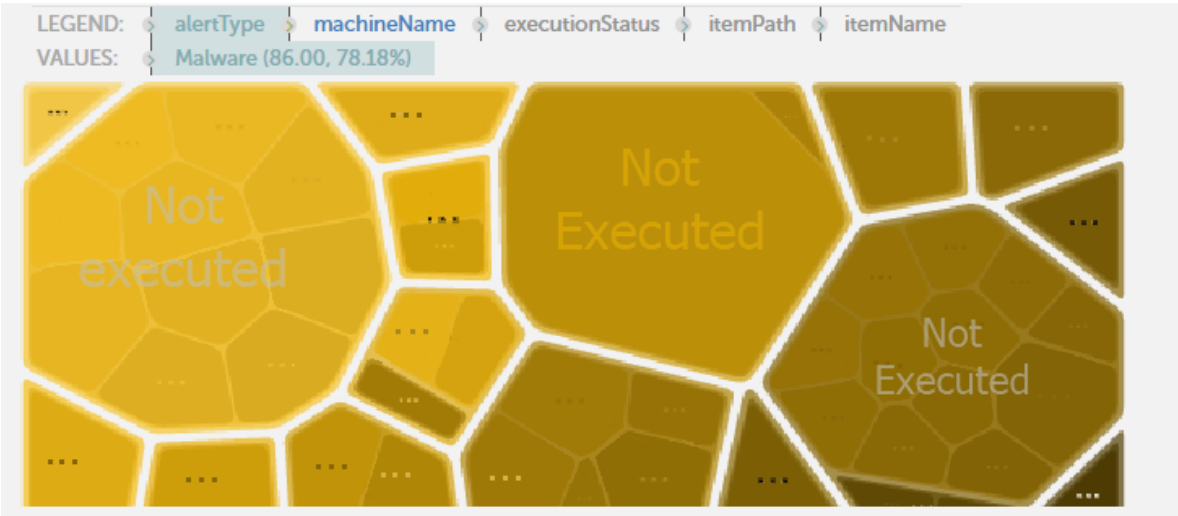 LEGEND: alertType machineName executionStatus itemPath itemName
VALUES: Malware (86.00, 78.18%)
...
...
...
...
...
Not
executed
Not
Executed
...
...
...
Not
Executed
...
...
...
...
...
...
...